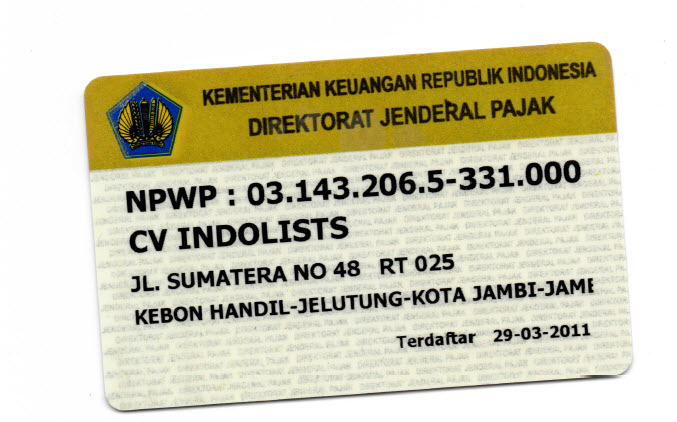 KEMENTERIAN KEUANGAN REPUBLIK INDONESIA
DIREKTORAT JENDERAL PAJAK
NPWP : 03.143.206.5-331.000
CV INDOLISTS
JL. SUMATERA NO 48 RT 025
KEBON HANDIL-JELUTUNG-KOTA JAMBI-JAME
Terdaftar 29-03-2011